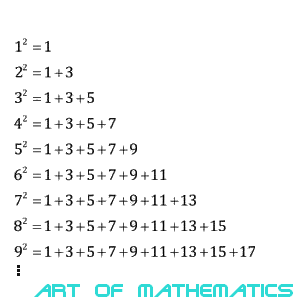 1² = 1
2² = 1 + 3
3² = 1 + 3 + 5
4² = 1 + 3 + 5 + 7
5² = 1 + 3 + 5 + 7 + 9
6² = 1 + 3 + 5 + 7 + 9 + 11
7² = 1 + 3 + 5 + 7 + 9 + 11 + 13
8² = 1 + 3 + 5 + 7 + 9 + 11 + 13 + 15
9² = 1 + 3 + 5 + 7 + 9 + 11 + 13 + 15 + 17
⋮
ART OF MATHEMATICS